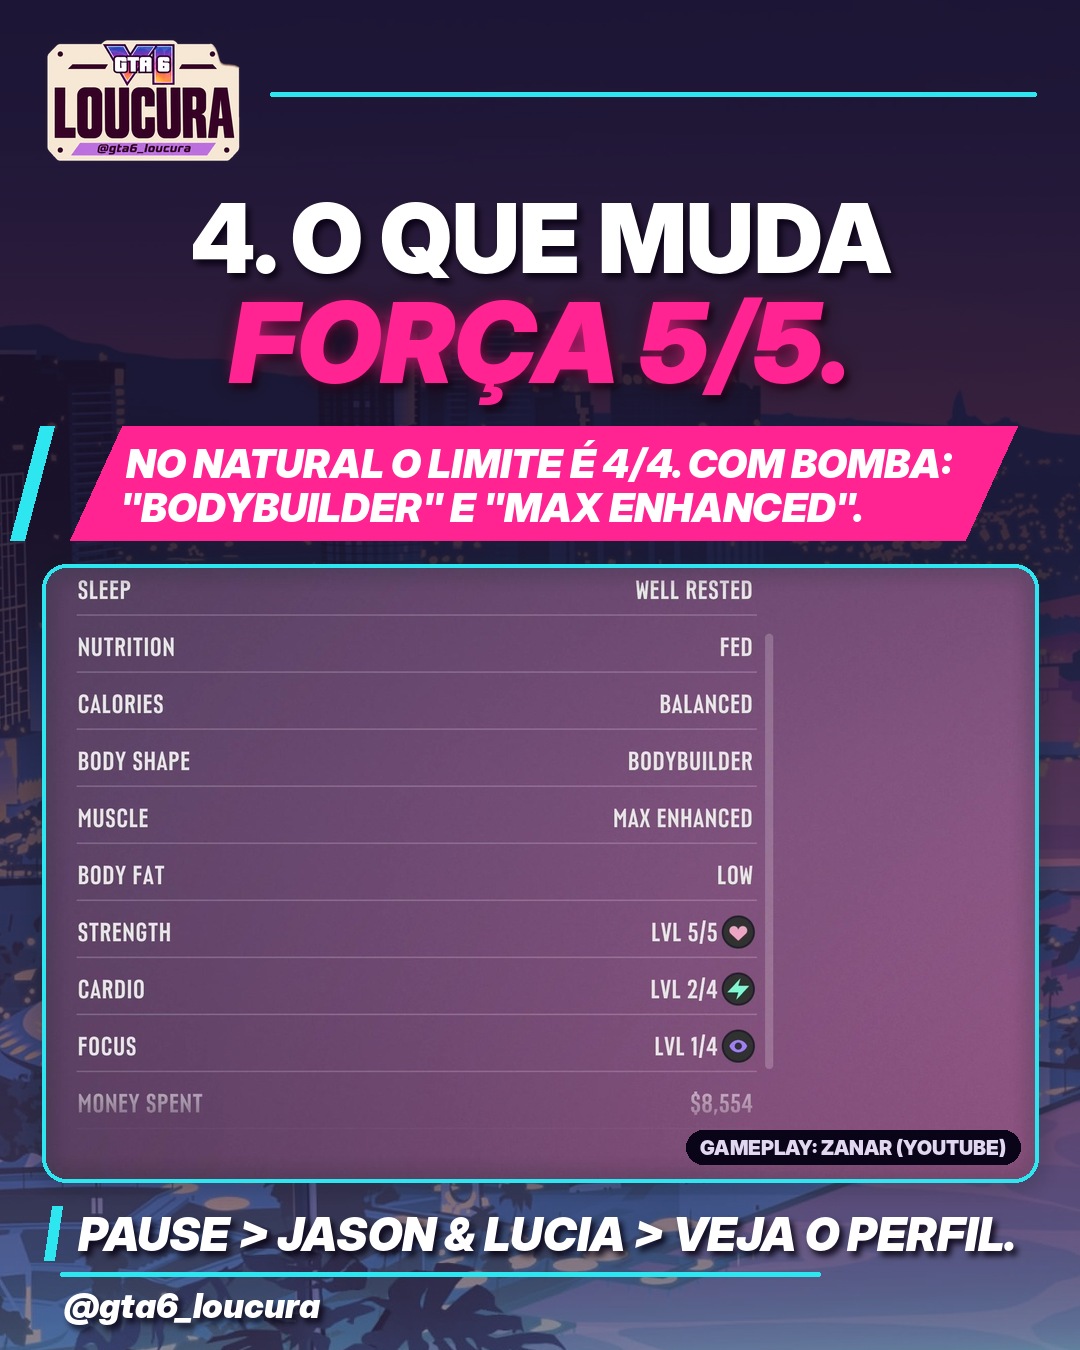 GTA 6
LOUCURA
@gta6_loucura
4. O QUE MUDA
FORÇA 5/5.
NO NATURAL O LIMITE É 4/4. COM BOMBA:
"BODYBUILDER" E "MAX ENHANCED".
SLEEP WELL RESTED
NUTRITION FED
CALORIES BALANCED
BODY SHAPE BODYBUILDER
MUSCLE MAX ENHANCED
BODY FAT LOW
STRENGTH LVL 5/5
CARDIO LVL 2/4
FOCUS LVL 1/4
MONEY SPENT $8,554
GAMEPLAY: ZANAR (YOUTUBE)
PAUSE > JASON & LUCIA > VEJA O PERFIL.
@gta6_loucura